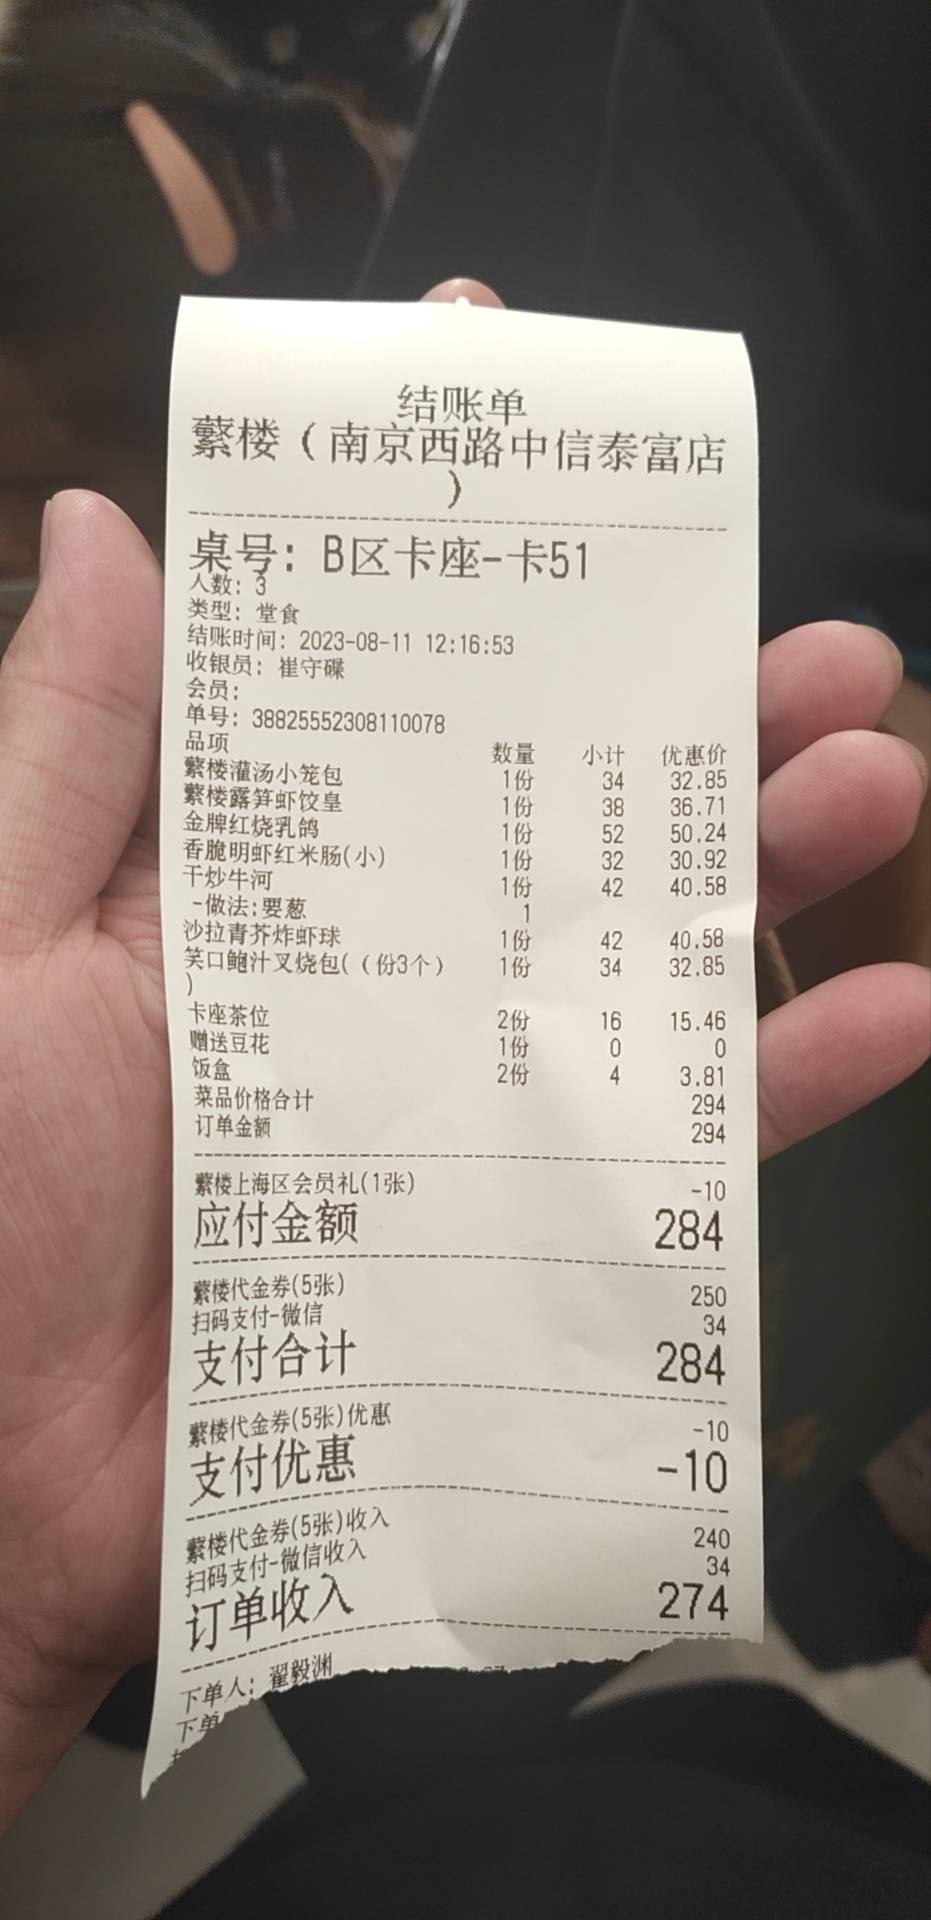 结账单
蘩楼（南京西路中信泰富店
）
桌号：B区卡座-卡51
人数：3
类型：堂食
结账时间：2023-08-11 12:16:53
收银员：崔守碟
会员：
单号：38825552308110078
品项 数量 小计 优惠价
蘩楼灌汤小笼包 1份 34 32.85
蘩楼露笋虾饺皇 1份 38 36.71
金牌红烧乳鸽 1份 52 50.24
香脆明虾红米肠(小) 1份 32 30.92
干炒牛河 1份 42 40.58
-做法:要葱 1
沙拉青芥炸虾球 1份 42 40.58
笑口鲍汁叉烧包(（份3个） 1份 34 32.85
)
卡座茶位 2份 16 15.46
赠送豆花 1份 0 0
饭盒 2份 4 3.81
菜品价格合计 294
订单金额 294
蘩楼上海区会员礼(1张) -10
应付金额 284
蘩楼代金券(5张) 250
扫码支付-微信 34
支付合计 284
蘩楼代金券(5张)优惠 -10
支付优惠 -10
蘩楼代金券(5张)收入 240
扫码支付-微信收入 34
订单收入 274
下单人：翟毅渊
下单